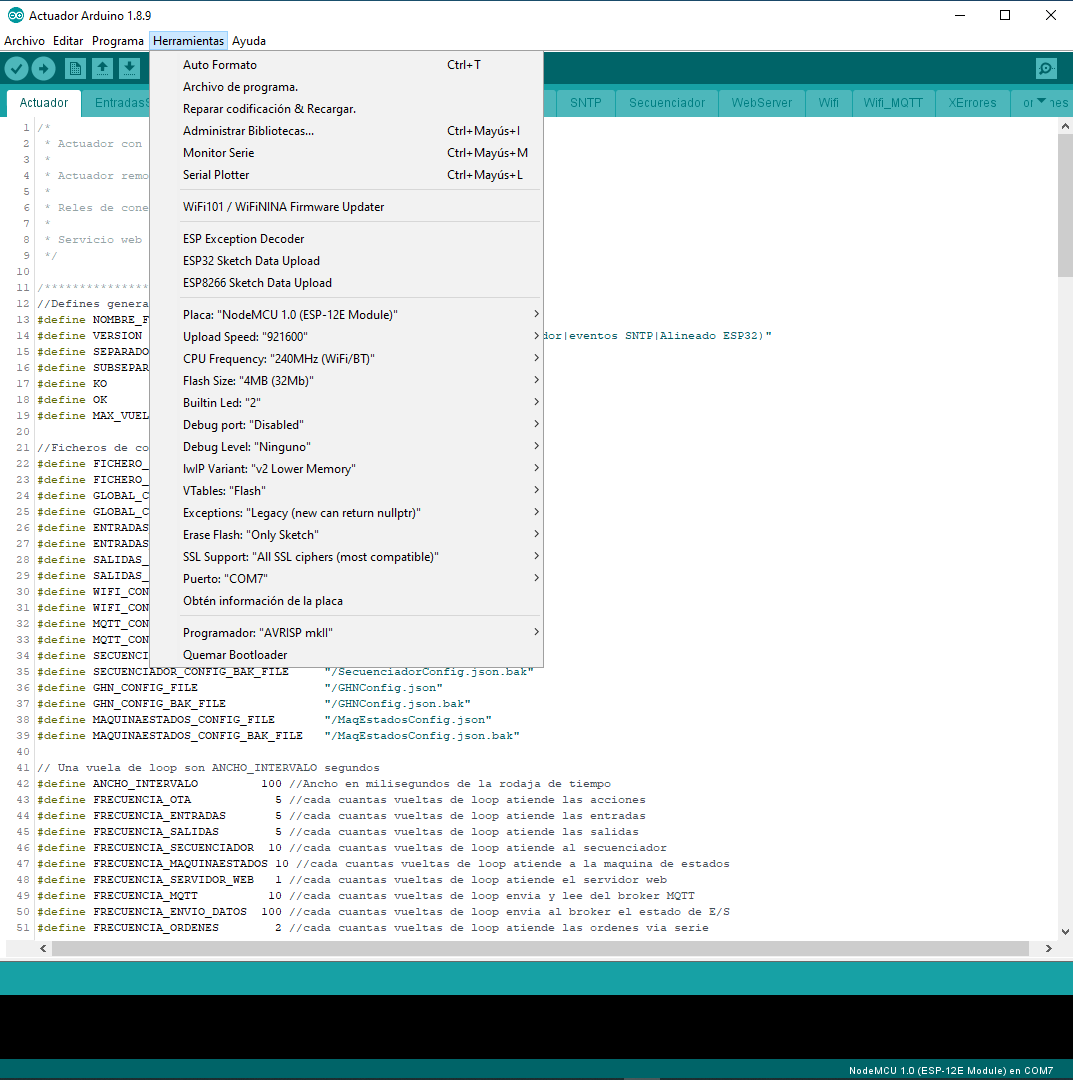 Actuador Arduino 1.8.9
Archivo Editar Programa Herramientas Ayuda
Actuador EntradasS SNTP Secuenciador WebServer Wifi Wifi_MQTT XErrores
Auto Formato Ctrl+T
Archivo de programa.
Reparar codificación & Recargar.
Administrar Bibliotecas... Ctrl+Mayús+I
Monitor Serie Ctrl+Mayús+M
Serial Plotter Ctrl+Mayús+L
WiFi101 / WiFiNINA Firmware Updater
ESP Exception Decoder
ESP32 Sketch Data Upload
ESP8266 Sketch Data Upload
Placa: "NodeMCU 1.0 (ESP-12E Module)"
Upload Speed: "921600"
CPU Frequency: "240MHz (WiFi/BT)"
Flash Size: "4MB (32Mb)"
Builtin Led: "2"
Debug port: "Disabled"
Debug Level: "Ninguno"
lwIP Variant: "v2 Lower Memory"
VTables: "Flash"
Exceptions: "Legacy (new can return nullptr)"
Erase Flash: "Only Sketch"
SSL Support: "All SSL ciphers (most compatible)"
Puerto: "COM7"
Obtén información de la placa
Programador: "AVRISP mkII"
Quemar Bootloader
1 /*
2 * Actuador con
3 *
4 * Actuador remo
5 *
6 * Reles de cone
7 *
8 * Servicio web
9 */
10
11 /***************
12 //Defines genera
13 #define NOMBRE_F
14 #define VERSION dor|eventos SNTP|Alineado ESP32)"
15 #define SEPARADO
16 #define SUBSEPAR
17 #define KO
18 #define OK
19 #define MAX_VUEL
20
21 //Ficheros de co
22 #define FICHERO_
23 #define FICHERO_
24 #define GLOBAL_C
25 #define GLOBAL_C
26 #define ENTRADAS
27 #define ENTRADAS
28 #define SALIDAS_
29 #define SALIDAS_
30 #define WIFI_CON
31 #define WIFI_CON
32 #define MQTT_CON
33 #define MQTT_CON
34 #define SECUENCI
35 #define SECUENCIADOR_CONFIG_BAK_FILE "/SecuenciadorConfig.json.bak"
36 #define GHN_CONFIG_FILE "/GHNConfig.json"
37 #define GHN_CONFIG_BAK_FILE "/GHNConfig.json.bak"
38 #define MAQUINAESTADOS_CONFIG_FILE "/MaqEstadosConfig.json"
39 #define MAQUINAESTADOS_CONFIG_BAK_FILE "/MaqEstadosConfig.json.bak"
40
41 // Una vuela de loop son ANCHO_INTERVALO segundos
42 #define ANCHO_INTERVALO 100 //Ancho en milisegundos de la rodaja de tiempo
43 #define FRECUENCIA_OTA 5 //cada cuantas vueltas de loop atiende las acciones
44 #define FRECUENCIA_ENTRADAS 5 //cada cuantas vueltas de loop atiende las entradas
45 #define FRECUENCIA_SALIDAS 5 //cada cuantas vueltas de loop atiende las salidas
46 #define FRECUENCIA_SECUENCIADOR 10 //cada cuantas vueltas de loop atiende al secuenciador
47 #define FRECUENCIA_MAQUINAESTADOS 10 //cada cuantas vueltas de loop atiende a la maquina de estados
48 #define FRECUENCIA_SERVIDOR_WEB 1 //cada cuantas vueltas de loop atiende el servidor web
49 #define FRECUENCIA_MQTT 10 //cada cuantas vueltas de loop envia y lee del broker MQTT
50 #define FRECUENCIA_ENVIO_DATOS 100 //cada cuantas vueltas de loop envia al broker el estado de E/S
51 #define FRECUENCIA_ORDENES 2 //cada cuantas vueltas de loop atiende las ordenes via serie
NodeMCU 1.0 (ESP-12E Module) en COM7